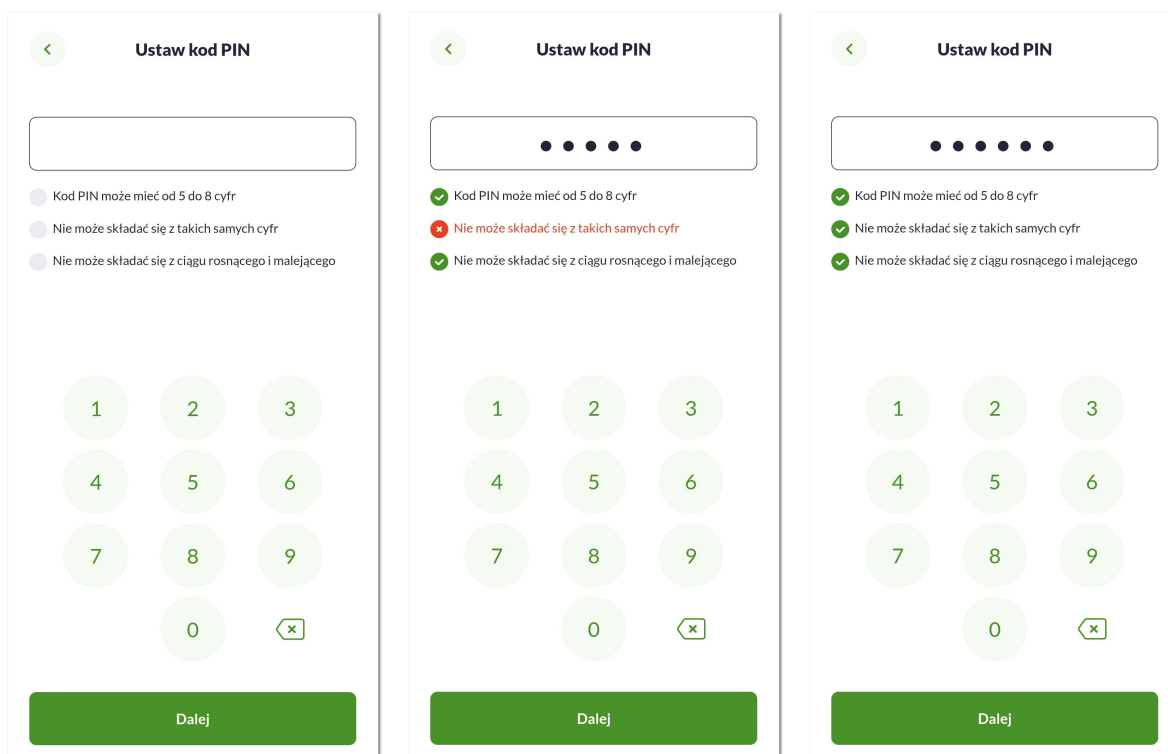 Ustaw kod PIN
Kod PIN może mieć od 5 do 8 cyfr
Nie może składać się z takich samych cyfr
Nie może składać się z ciągu rosnącego i malejącego
1 2 3
4 5 6
7 8 9
0
Dalej
Ustaw kod PIN
Kod PIN może mieć od 5 do 8 cyfr
Nie może składać się z takich samych cyfr
Nie może składać się z ciągu rosnącego i malejącego
1 2 3
4 5 6
7 8 9
0
Dalej
Ustaw kod PIN
Kod PIN może mieć od 5 do 8 cyfr
Nie może składać się z takich samych cyfr
Nie może składać się z ciągu rosnącego i malejącego
1 2 3
4 5 6
7 8 9
0
Dalej